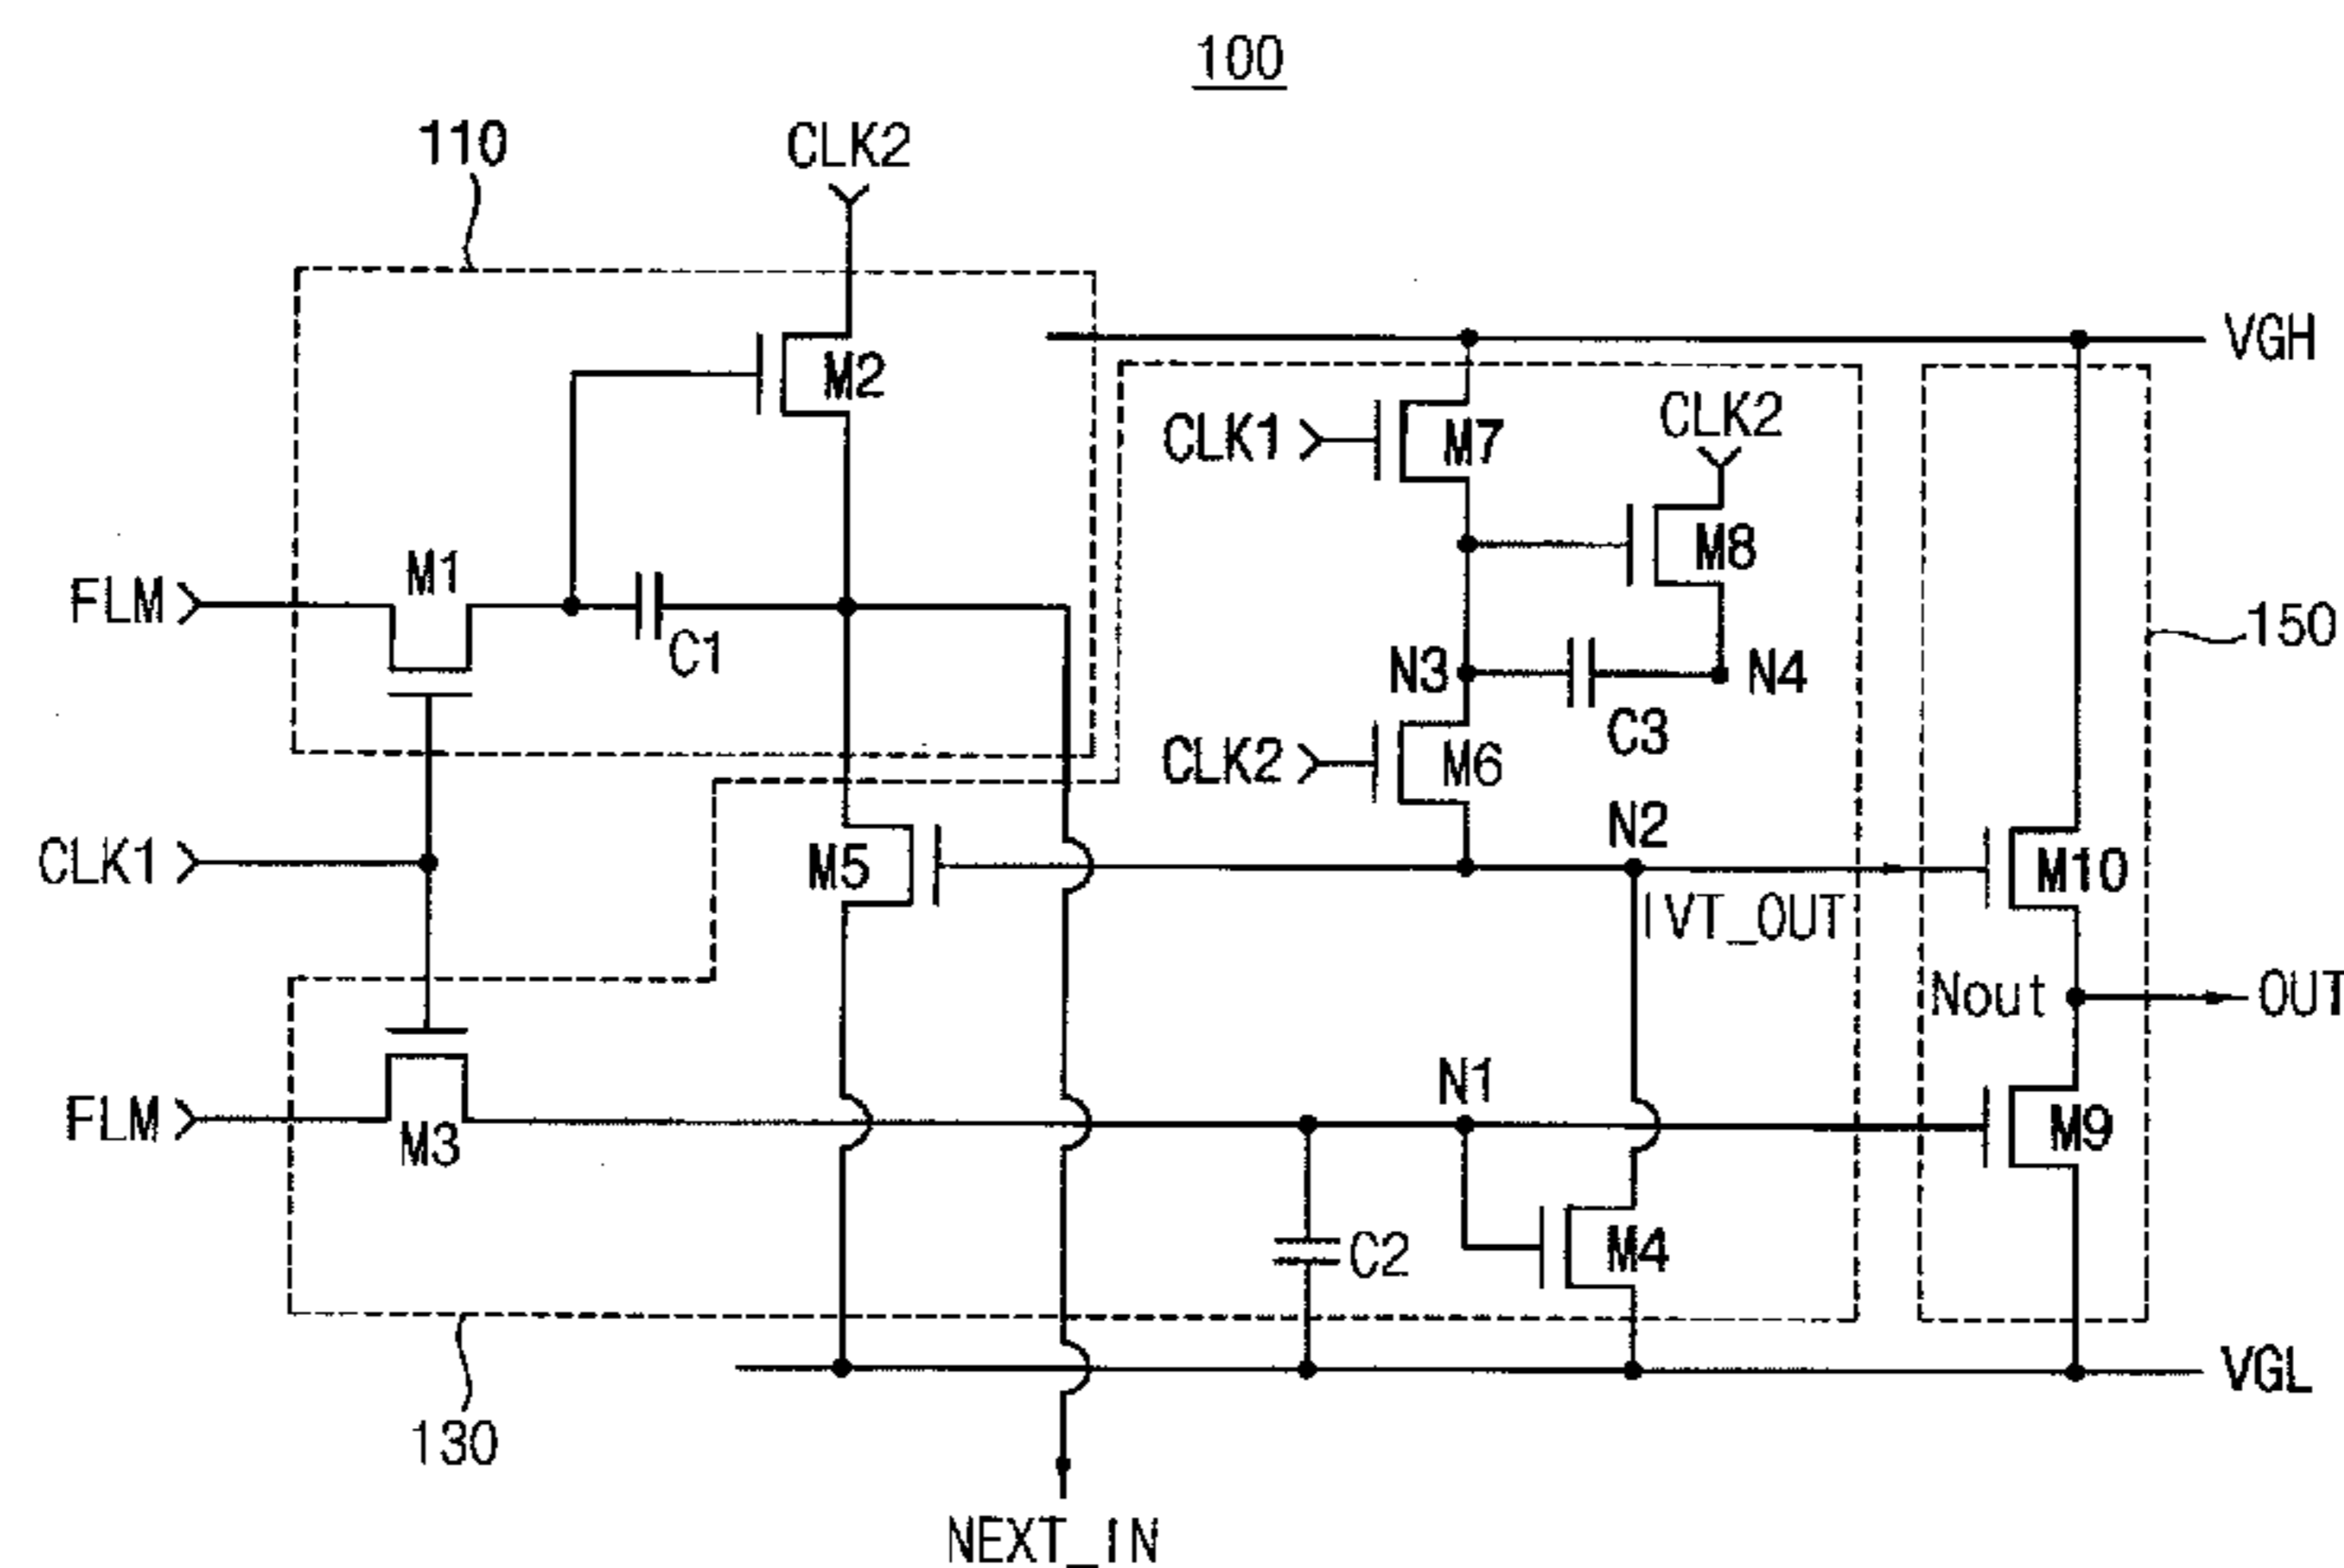 100
110
CLK2
VGH
M2
CLK1
M7
CLK2
M8
FLM
M1
C1
150
N3
N4
C3
CLK2
M6
N2
CLK1
M5
M10
IVT_OUT
Nout
OUT
N1
FLM
M3
M9
C2
M4
VGL
130
NEXT_IN